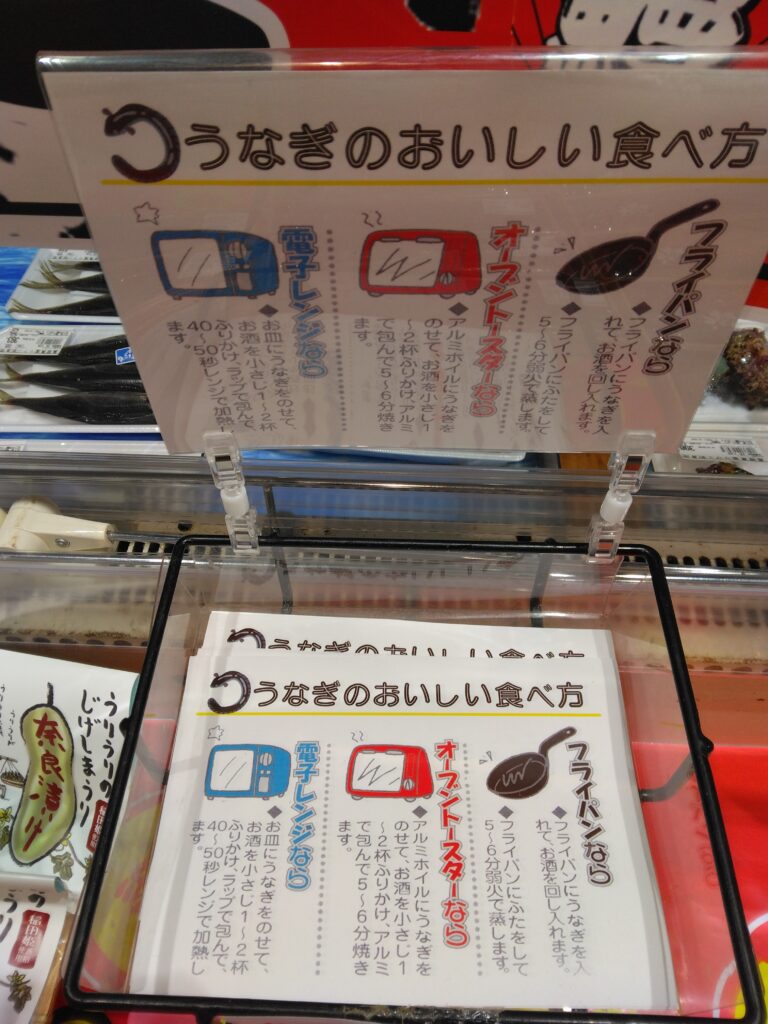 うなぎのおいしい食べ方
フライパンなら
◆フライパンにうなぎを入
れて、お酒を回し入れます。
◆フライパンにふたをして
5〜6分弱火で蒸します。
オーブントースターなら
◆アルミホイルにうなぎを
のせて、お酒を小さじ1
〜2杯ふりかけ、アルミ
で包んで5〜6分焼き
ます。
電子レンジなら
◆お皿にうなぎをのせて、
お酒を小さじ1〜2杯
ふりかけ、ラップで包んで、
40〜50秒レンジで加熱し
ます。
うなぎのおいしい食べ方
うなぎのおいしい食べ方
フライパンなら
◆フライパンにうなぎを入
れて、お酒を回し入れます。
◆フライパンにふたをして
5〜6分弱火で蒸します。
オーブントースターなら
◆アルミホイルにうなぎを
のせて、お酒を小さじ1
〜2杯ふりかけ、アルミ
で包んで5〜6分焼き
ます。
電子レンジなら
◆お皿にうなぎをのせて、
お酒を小さじ1〜2杯
ふりかけ、ラップで包んで、
40〜50秒レンジで加熱し
ます。
うりうりの
じげじまうり
奈良漬け